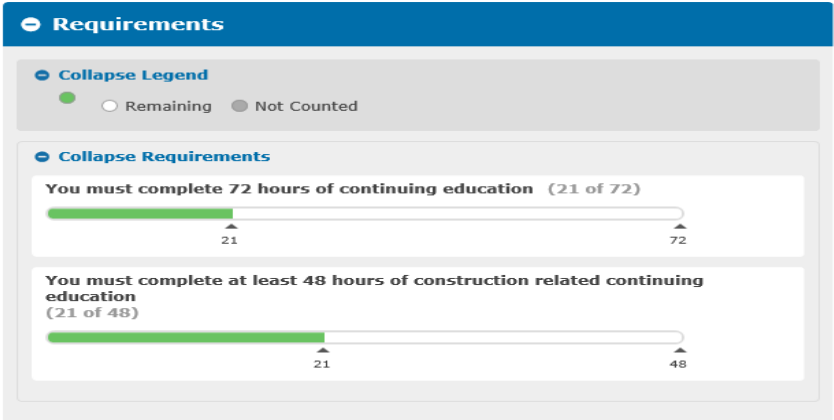 Requirements
Collapse Legend
Remaining Not Counted
Collapse Requirements
You must complete 72 hours of continuing education (21 of 72)
21 72
You must complete at least 48 hours of construction related continuing
education
(21 of 48)
21 48